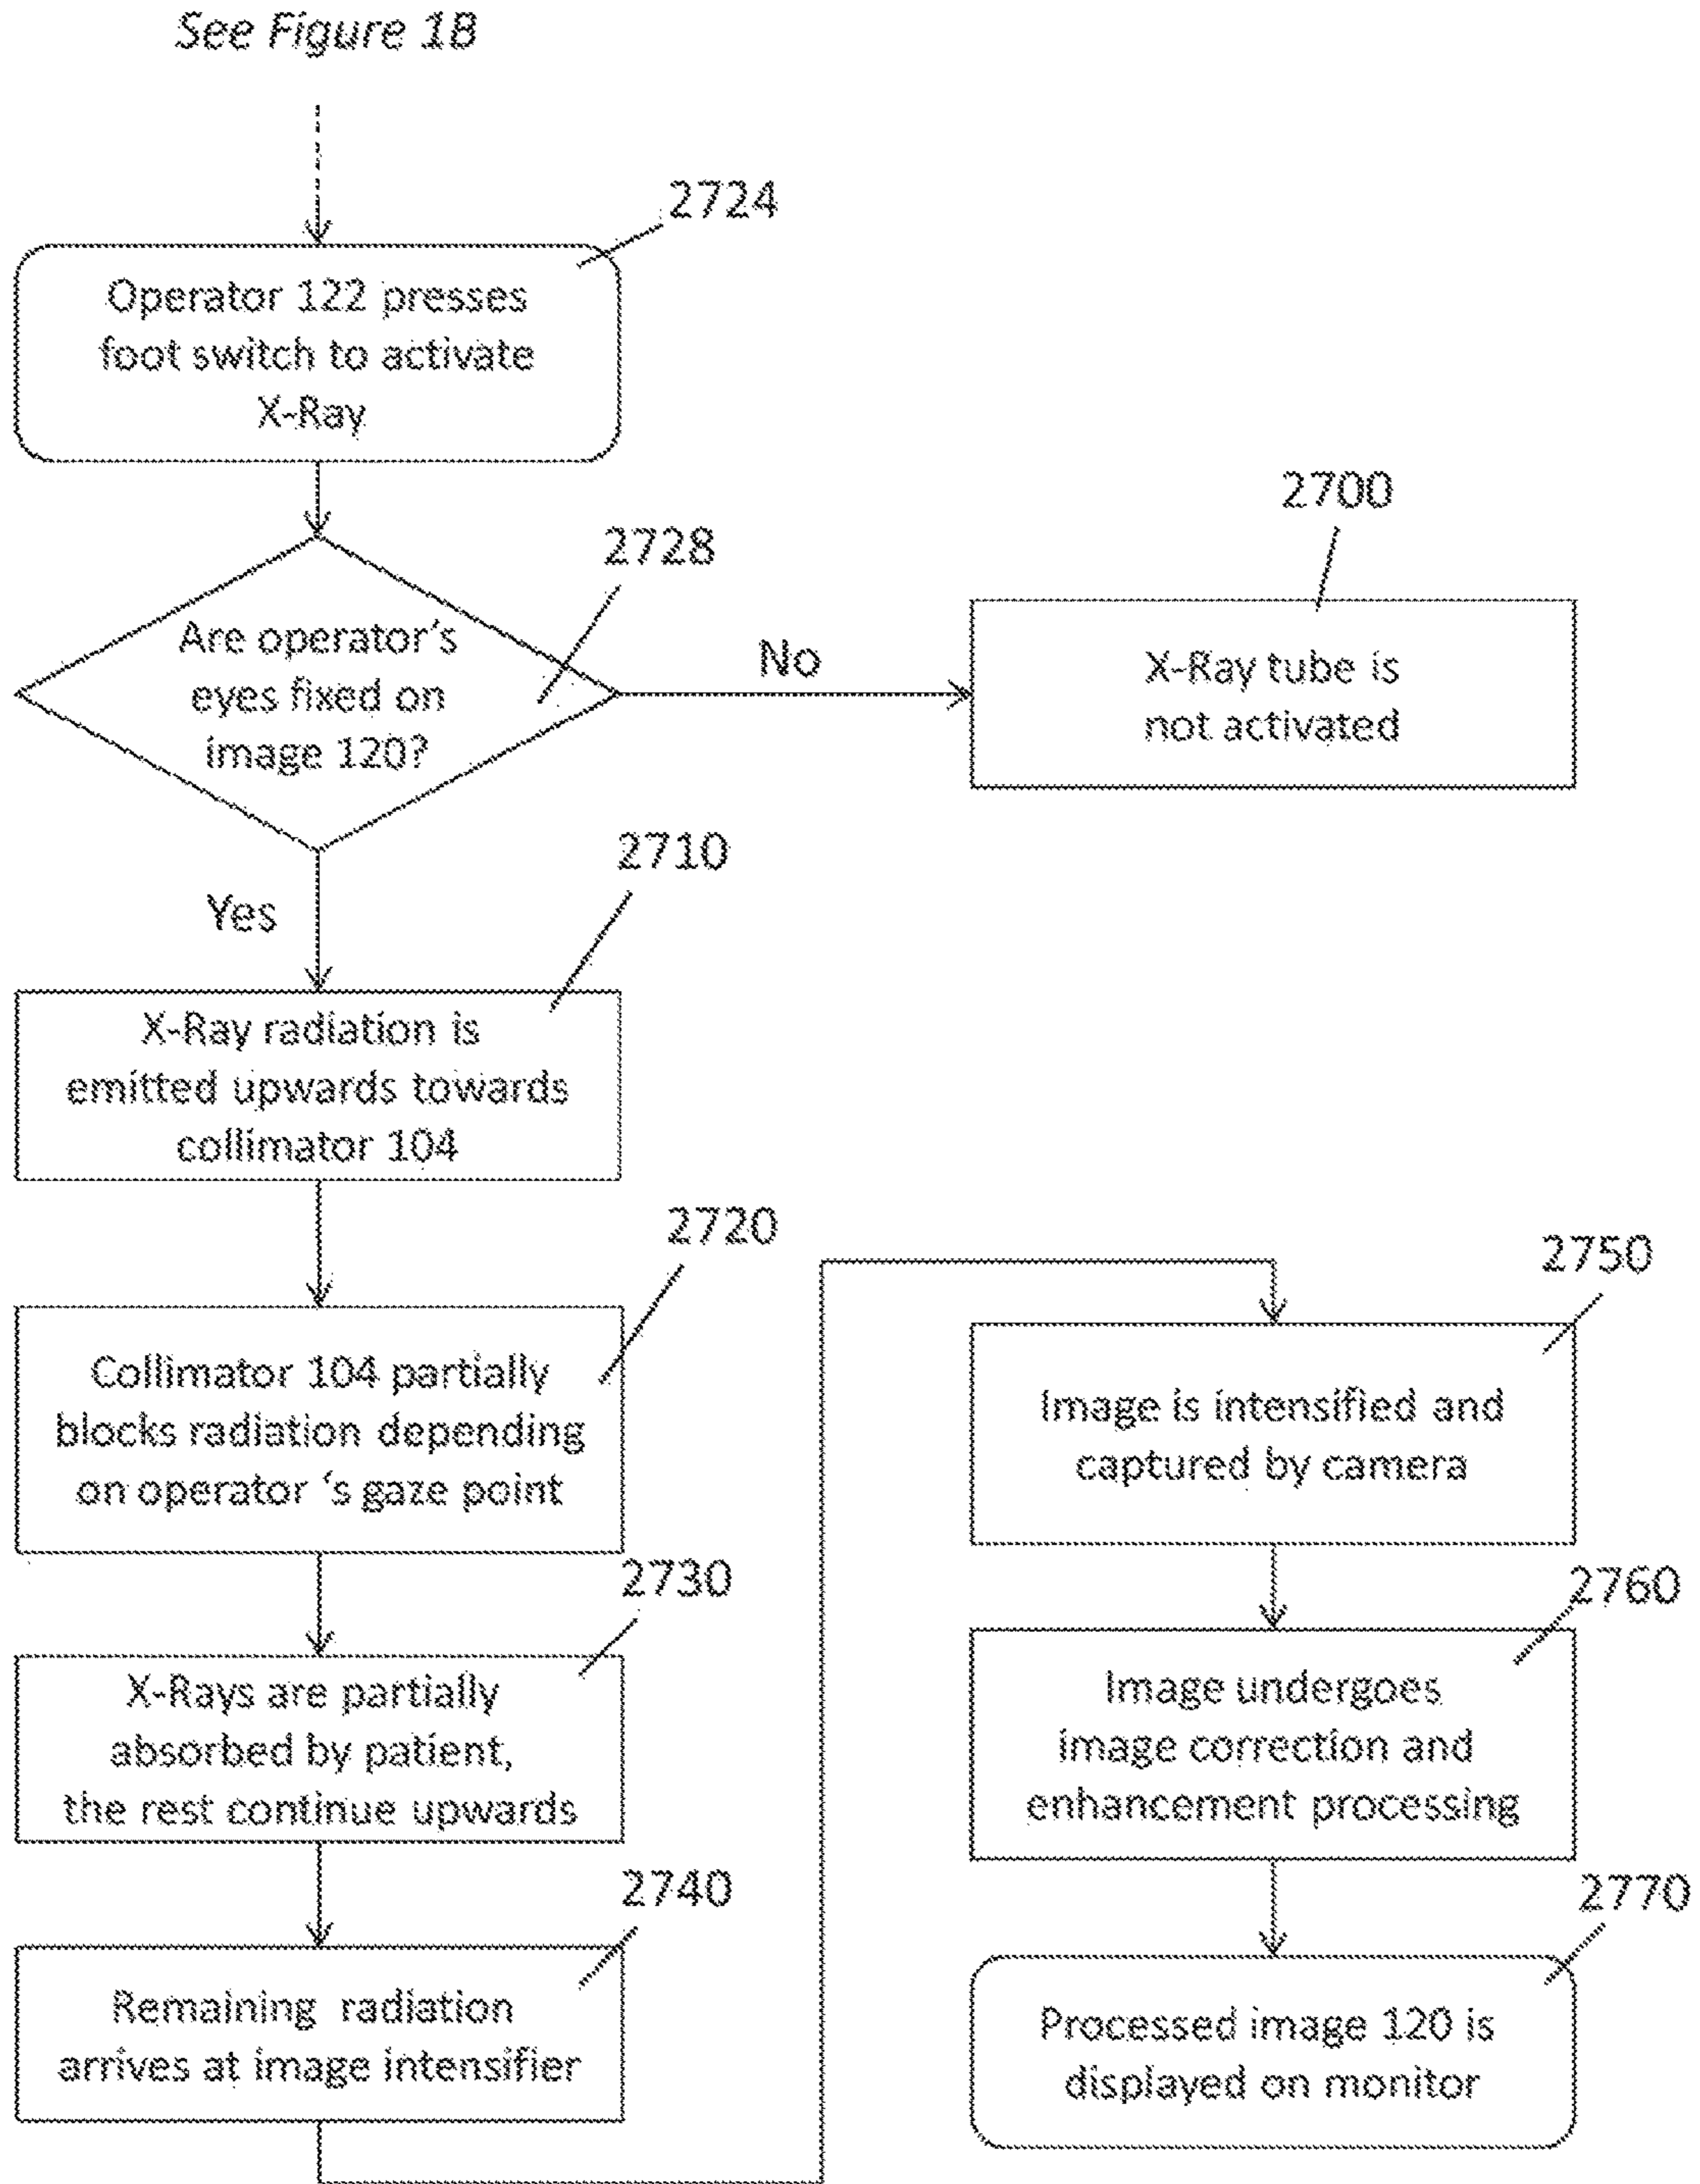 See Figure 1B
2724
Operator 122 presses
foot switch to activate
X-Ray
2700
2728
Are operator's
eyes fixed on
image 120?
No
X-Ray tube is
not activated
2710
Yes
X-Ray radiation is
emitted upwards towards
collimator 104
2720
Collimator 104 partially
blocks radiation depending
on operator 's gaze point
2730
X-Rays are partially
absorbed by patient,
the rest continue upwards
2740
Remaining radiation
arrives at image intensifier
2750
Image is intensified and
captured by camera
2760
Image undergoes
image correction and
enhancement processing
2770
Processed image 120 is
displayed on monitor